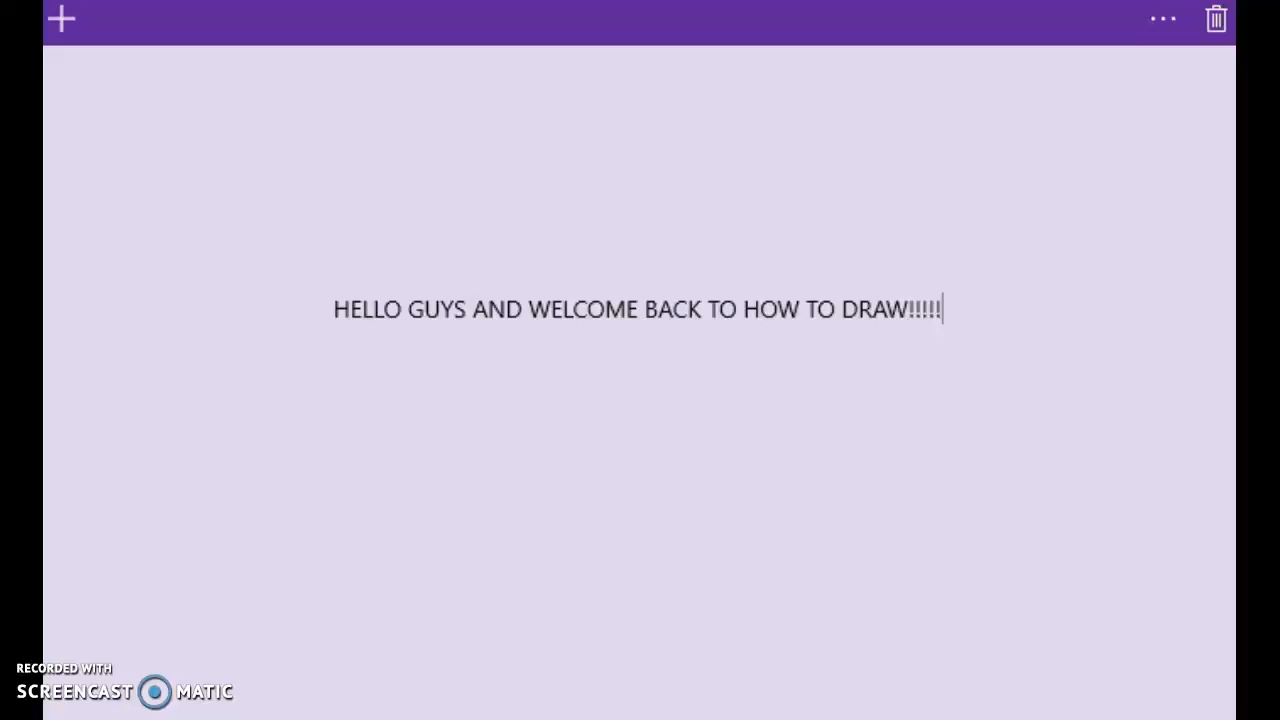 HELLO GUYS AND WELCOME BACK TO HOW TO DRAW!!!!!
RECORDED WITH
SCREENCAST MATIC